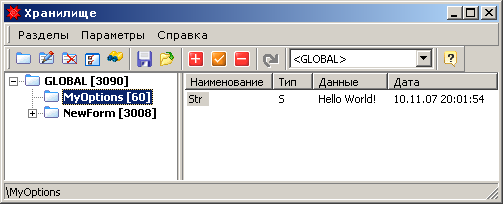 Хранилище
Разделы Параметры Справка
<GLOBAL>
GLOBAL [3090]
MyOptions [60]
NewForm [3008]
Наименование Тип Данные Дата
Str S Hello World! 10.11.07 20:01:54
\MyOptions